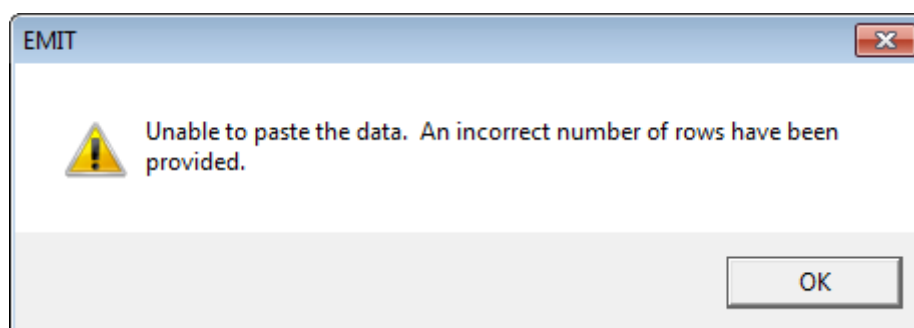 EMIT
Unable to paste the data.  An incorrect number of rows have been
provided.
OK